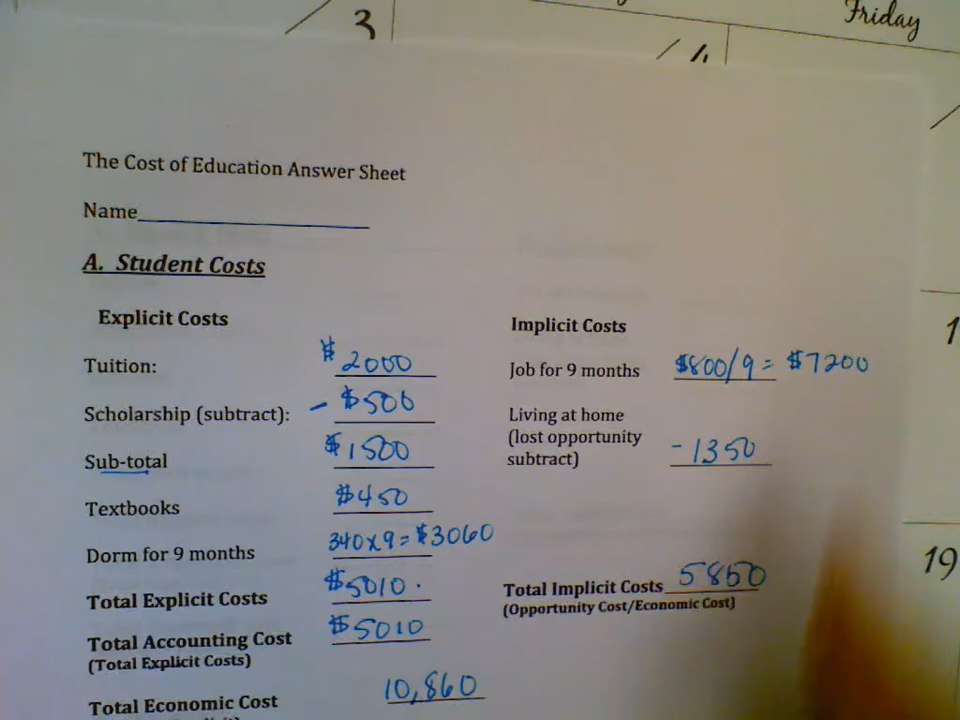 3
Friday
4
The Cost of Education Answer Sheet
Name
A. Student Costs
Explicit Costs
Tuition: $2000
Scholarship (subtract): - $500
Sub-total $1500
Textbooks $450
Dorm for 9 months 340x9=$3060
Total Explicit Costs $5010.
Total Accounting Cost $5010
(Total Explicit Costs)
Total Economic Cost 10,860
Implicit Costs
Job for 9 months $800/9 = $7200
Living at home
(lost opportunity
subtract) -1350
Total Implicit Costs 5850
(Opportunity Cost/Economic Cost)
1
19